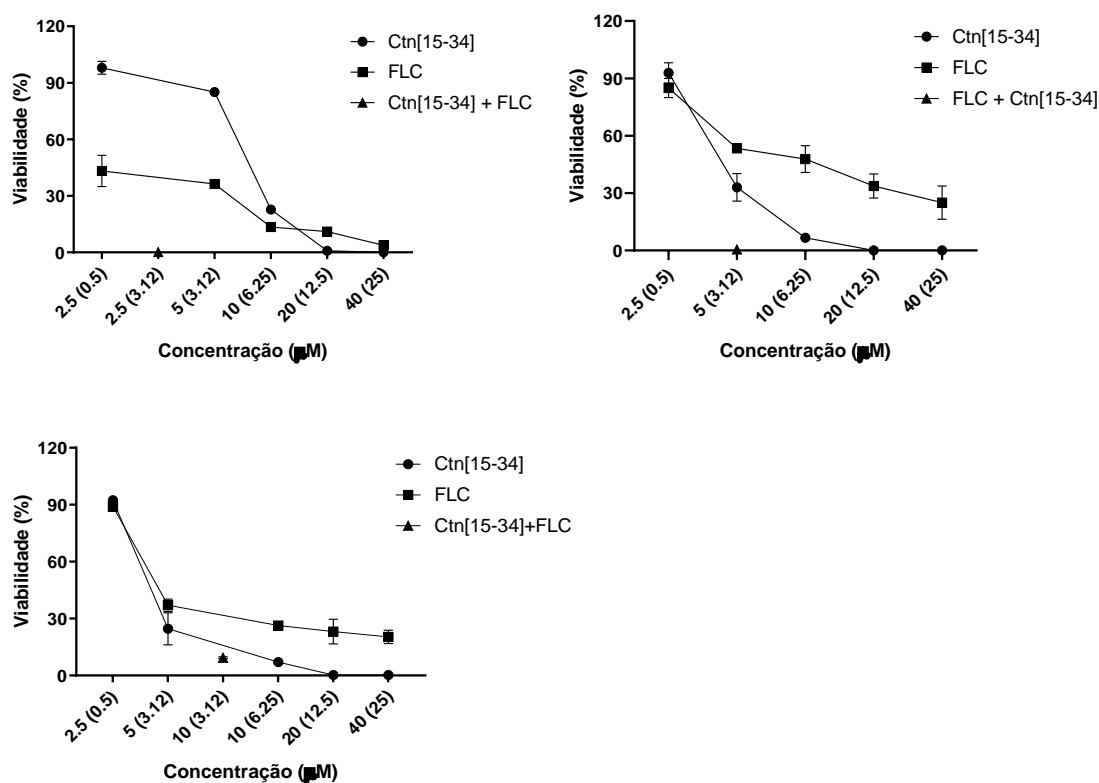 Ctn[15-34]
FLC
Ctn[15-34] + FLC
Viabilidade (%)
120
90
60
30
0
2.5 (0.5)
2.5 (3.12)
5 (3.12)
10 (6.25)
20 (12.5)
40 (25)
Concentração (μM)
Ctn[15-34]
FLC
FLC + Ctn[15-34]
Viabilidade (%)
120
90
60
30
0
2.5 (0.5)
5 (3.12)
10 (6.25)
20 (12.5)
40 (25)
Concentração (μM)
Ctn[15-34]
FLC
Ctn[15-34]+FLC
Viabilidade (%)
120
90
60
30
0
2.5 (0.5)
5 (3.12)
10 (3.12)
10 (6.25)
20 (12.5)
40 (25)
Concentração (μM)